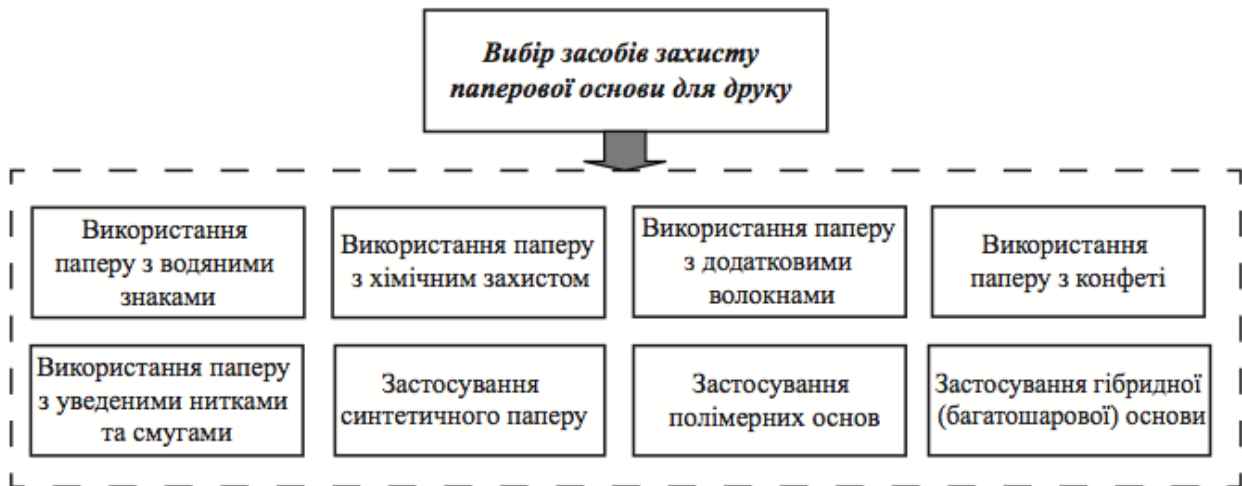 Вибір засобів захисту
паперової основи для друку
Використання
паперу з водяними
знаками
Використання паперу
з хімічним захистом
Використання паперу
з додатковими
волокнами
Використання
паперу з конфеті
Використання паперу
з уведеними нитками
та смугами
Застосування
синтетичного паперу
Застосування
полімерних основ
Застосування гібридної
(багатошарової) основи